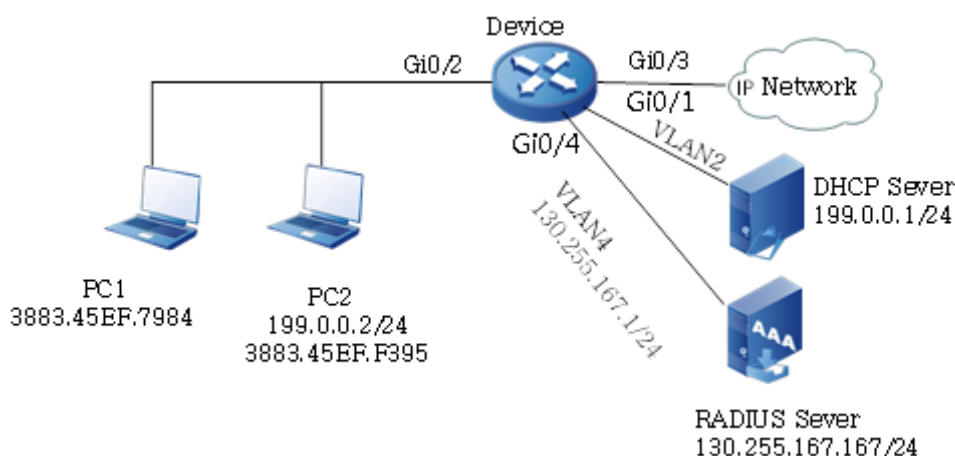 Device
Gi0/2
Gi0/3
IP Network
Gi0/1
Gi0/4
VLAN2
DHCP Sever
199.0.0.1/24
VLAN4
130.255.167.1/24
PC1
3883.45EF.7984
PC2
199.0.0.2/24
3883.45EF.F395
AAA
RADIUS Sever
130.255.167.167/24